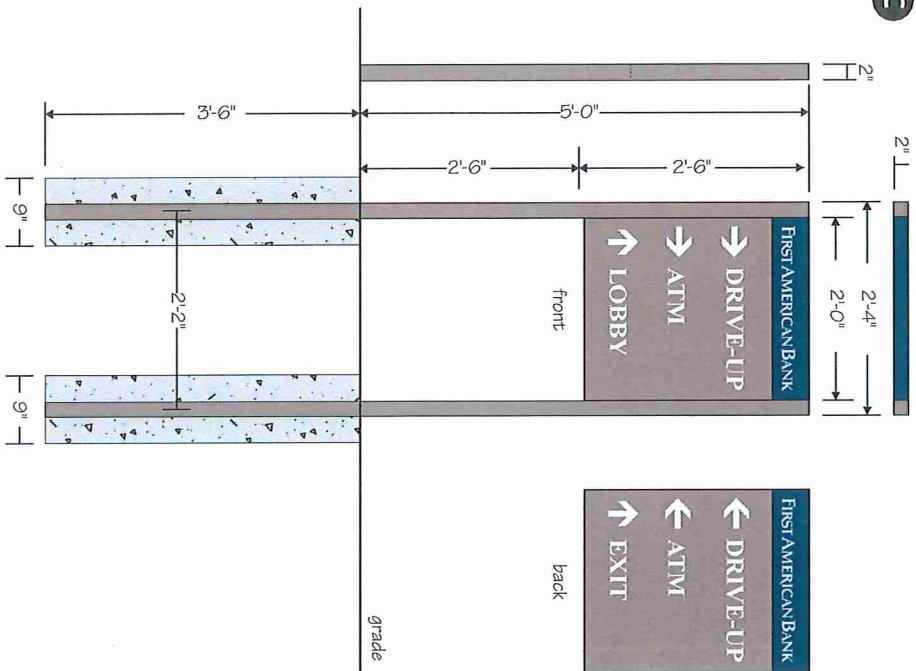 2"
2'-4"
2'-0"
2"
FIRST AMERICAN BANK
→ DRIVE-UP
→ ATM
← LOBBY
front
FIRST AMERICAN BANK
← DRIVE-UP
← ATM
← EXIT
back
2'-6"
5'-0"
2'-6"
grade
3'-6"
2'-2"
9"
9"